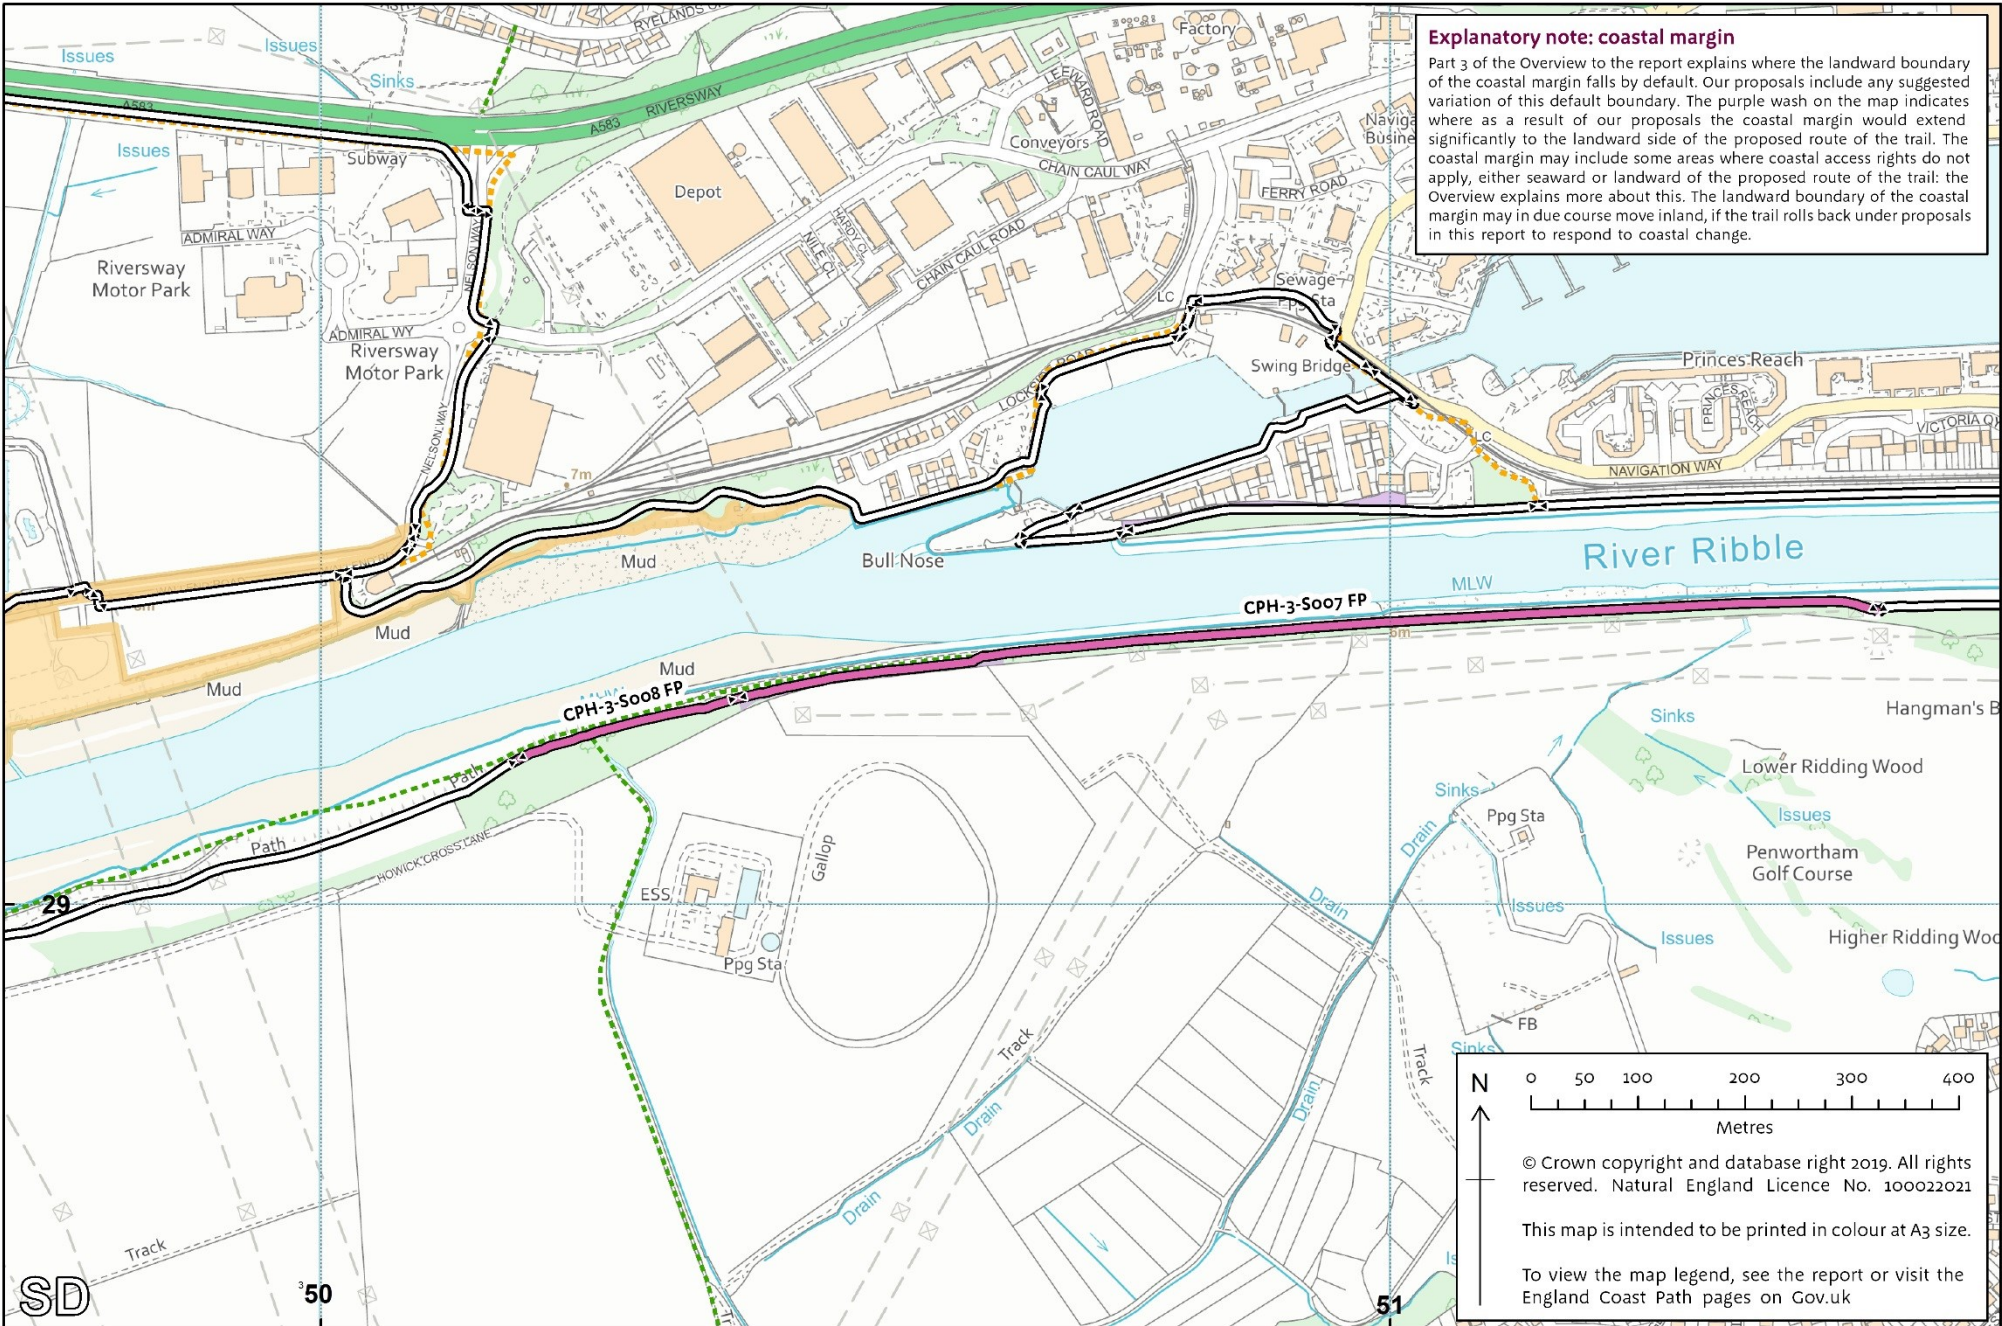 RYELANDS
Factory
Issues
Issues
Sinks
A583
RIVERSWAY
A583
LEEWARD ROAD
Conveyors
CHAIN CAUL WAY
FERRY ROAD
Issues
Subway
Depot
NELSON WAY
ADMIRAL WAY
HARDY CL
NILE CL
CHAIN CAUL ROAD
Riversway
Motor Park
Sewage
Ppg Sta
LC
ADMIRAL WY
Riversway
Motor Park
Swing Bridge
Princes Reach
PRINCES REACH
ROAD
NELSON WAY
LC
NAVIGATION WAY
7m
Bull Nose
Mud
River Ribble
MLW
CPH-3-S007 FP
5m
Mud
Mud
Mud
CPH-3-S008 FP
Path
Path
HOWICK CROSS LANE
29
ESS
Ppg Sta
Gallop
Track
Drain
Drain
Drain
Drain
Drain
Track
Sinks
Ppg Sta
Sinks
Hangman's B
Lower Ridding Wood
Issues
Penwortham
Golf Course
Issues
Issues
Higher Ridding Woo
FB
Sinks
Track
SD
³50
51
Explanatory note: coastal margin
Part 3 of the Overview to the report explains where the landward boundary
of the coastal margin falls by default. Our proposals include any suggested
variation of this default boundary. The purple wash on the map indicates
where as a result of our proposals the coastal margin would extend
significantly to the landward side of the proposed route of the trail. The
coastal margin may include some areas where coastal access rights do not
apply, either seaward or landward of the proposed route of the trail: the
Overview explains more about this. The landward boundary of the coastal
margin may in due course move inland, if the trail rolls back under proposals
in this report to respond to coastal change.
N
0 50 100 200 300 400
Metres
© Crown copyright and database right 2019. All rights
reserved. Natural England Licence No. 100022021
This map is intended to be printed in colour at A3 size.
To view the map legend, see the report or visit the
England Coast Path pages on Gov.uk